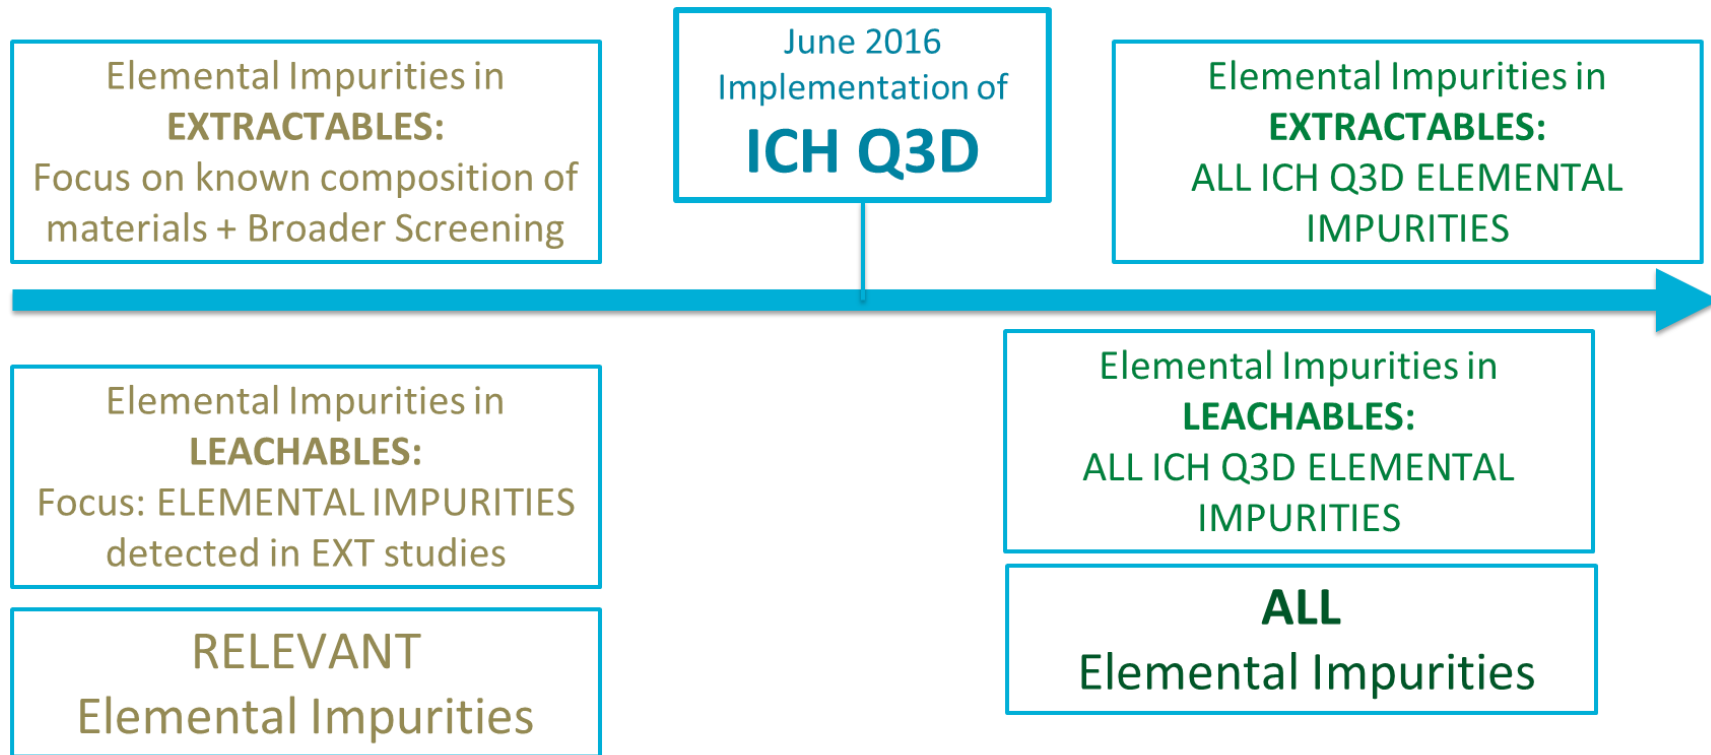 Elemental Impurities in
EXTRACTABLES:
Focus on known composition of
materials + Broader Screening
June 2016
Implementation of
ICH Q3D
Elemental Impurities in
EXTRACTABLES:
ALL ICH Q3D ELEMENTAL
IMPURITIES
Elemental Impurities in
LEACHABLES:
Focus: ELEMENTAL IMPURITIES
detected in EXT studies
RELEVANT
Elemental Impurities
Elemental Impurities in
LEACHABLES:
ALL ICH Q3D ELEMENTAL
IMPURITIES
ALL
Elemental Impurities